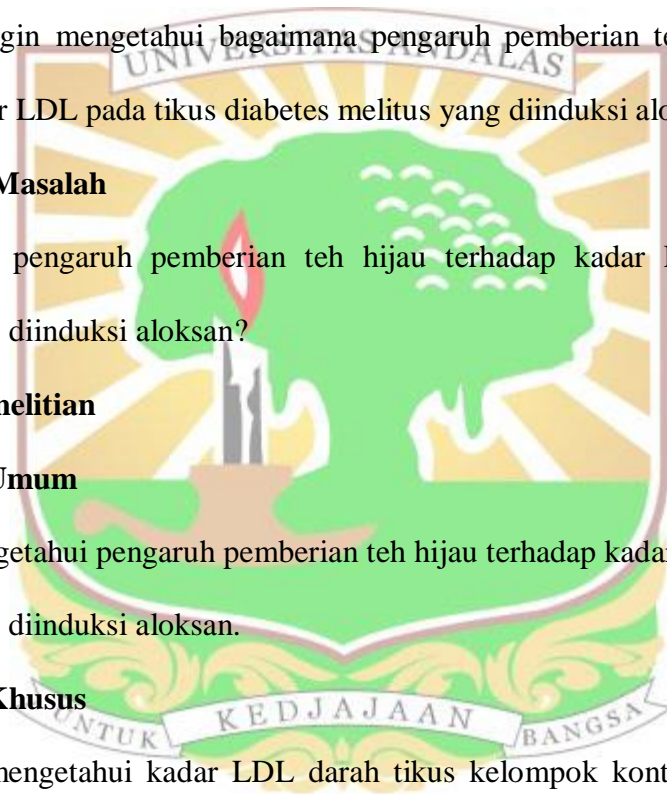 gin mengetahui bagaimana pengaruh pemberian te
UNIVERSITAS ANDALAS
r LDL pada tikus diabetes melitus yang diinduksi alo
Masalah
pengaruh pemberian teh hijau terhadap kadar
diinduksi aloksan?
nelitian
Umum
getahui pengaruh pemberian teh hijau terhadap kadar
diinduksi aloksan.
Khusus
UNTUK KEDJAJAAN BANGSA
mengetahui kadar LDL darah tikus kelompok kont